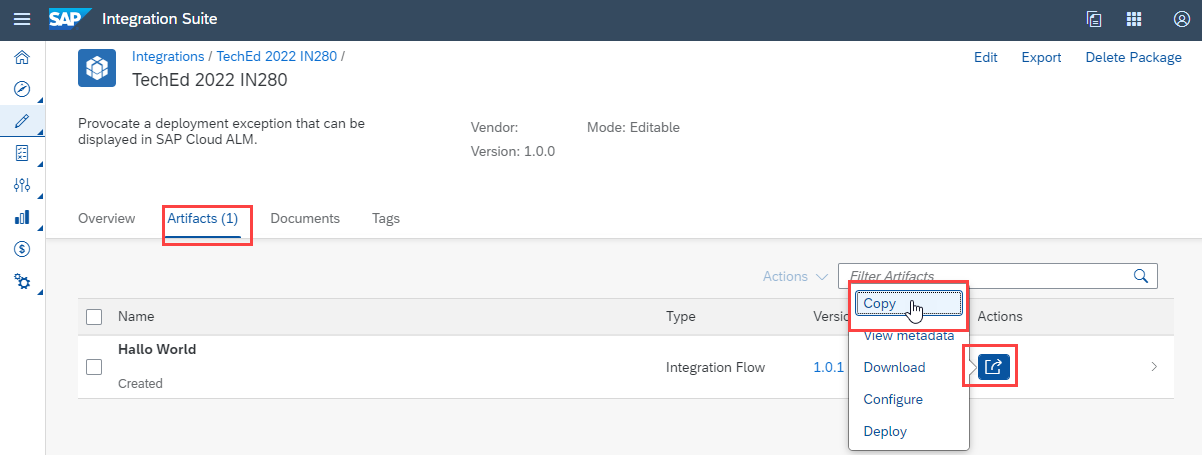 SAP Integration Suite
Integrations / TechEd 2022 IN280 /
TechEd 2022 IN280
Edit Export Delete Package
Provocate a deployment exception that can be
displayed in SAP Cloud ALM.
Vendor:
Version: 1.0.0
Mode: Editable
Overview Artifacts (1) Documents Tags
Actions Filter Artifacts
Name Type Versio Actions
Hallo World
Created
Integration Flow 1.0.1
Copy
View metadata
Download
Configure
Deploy